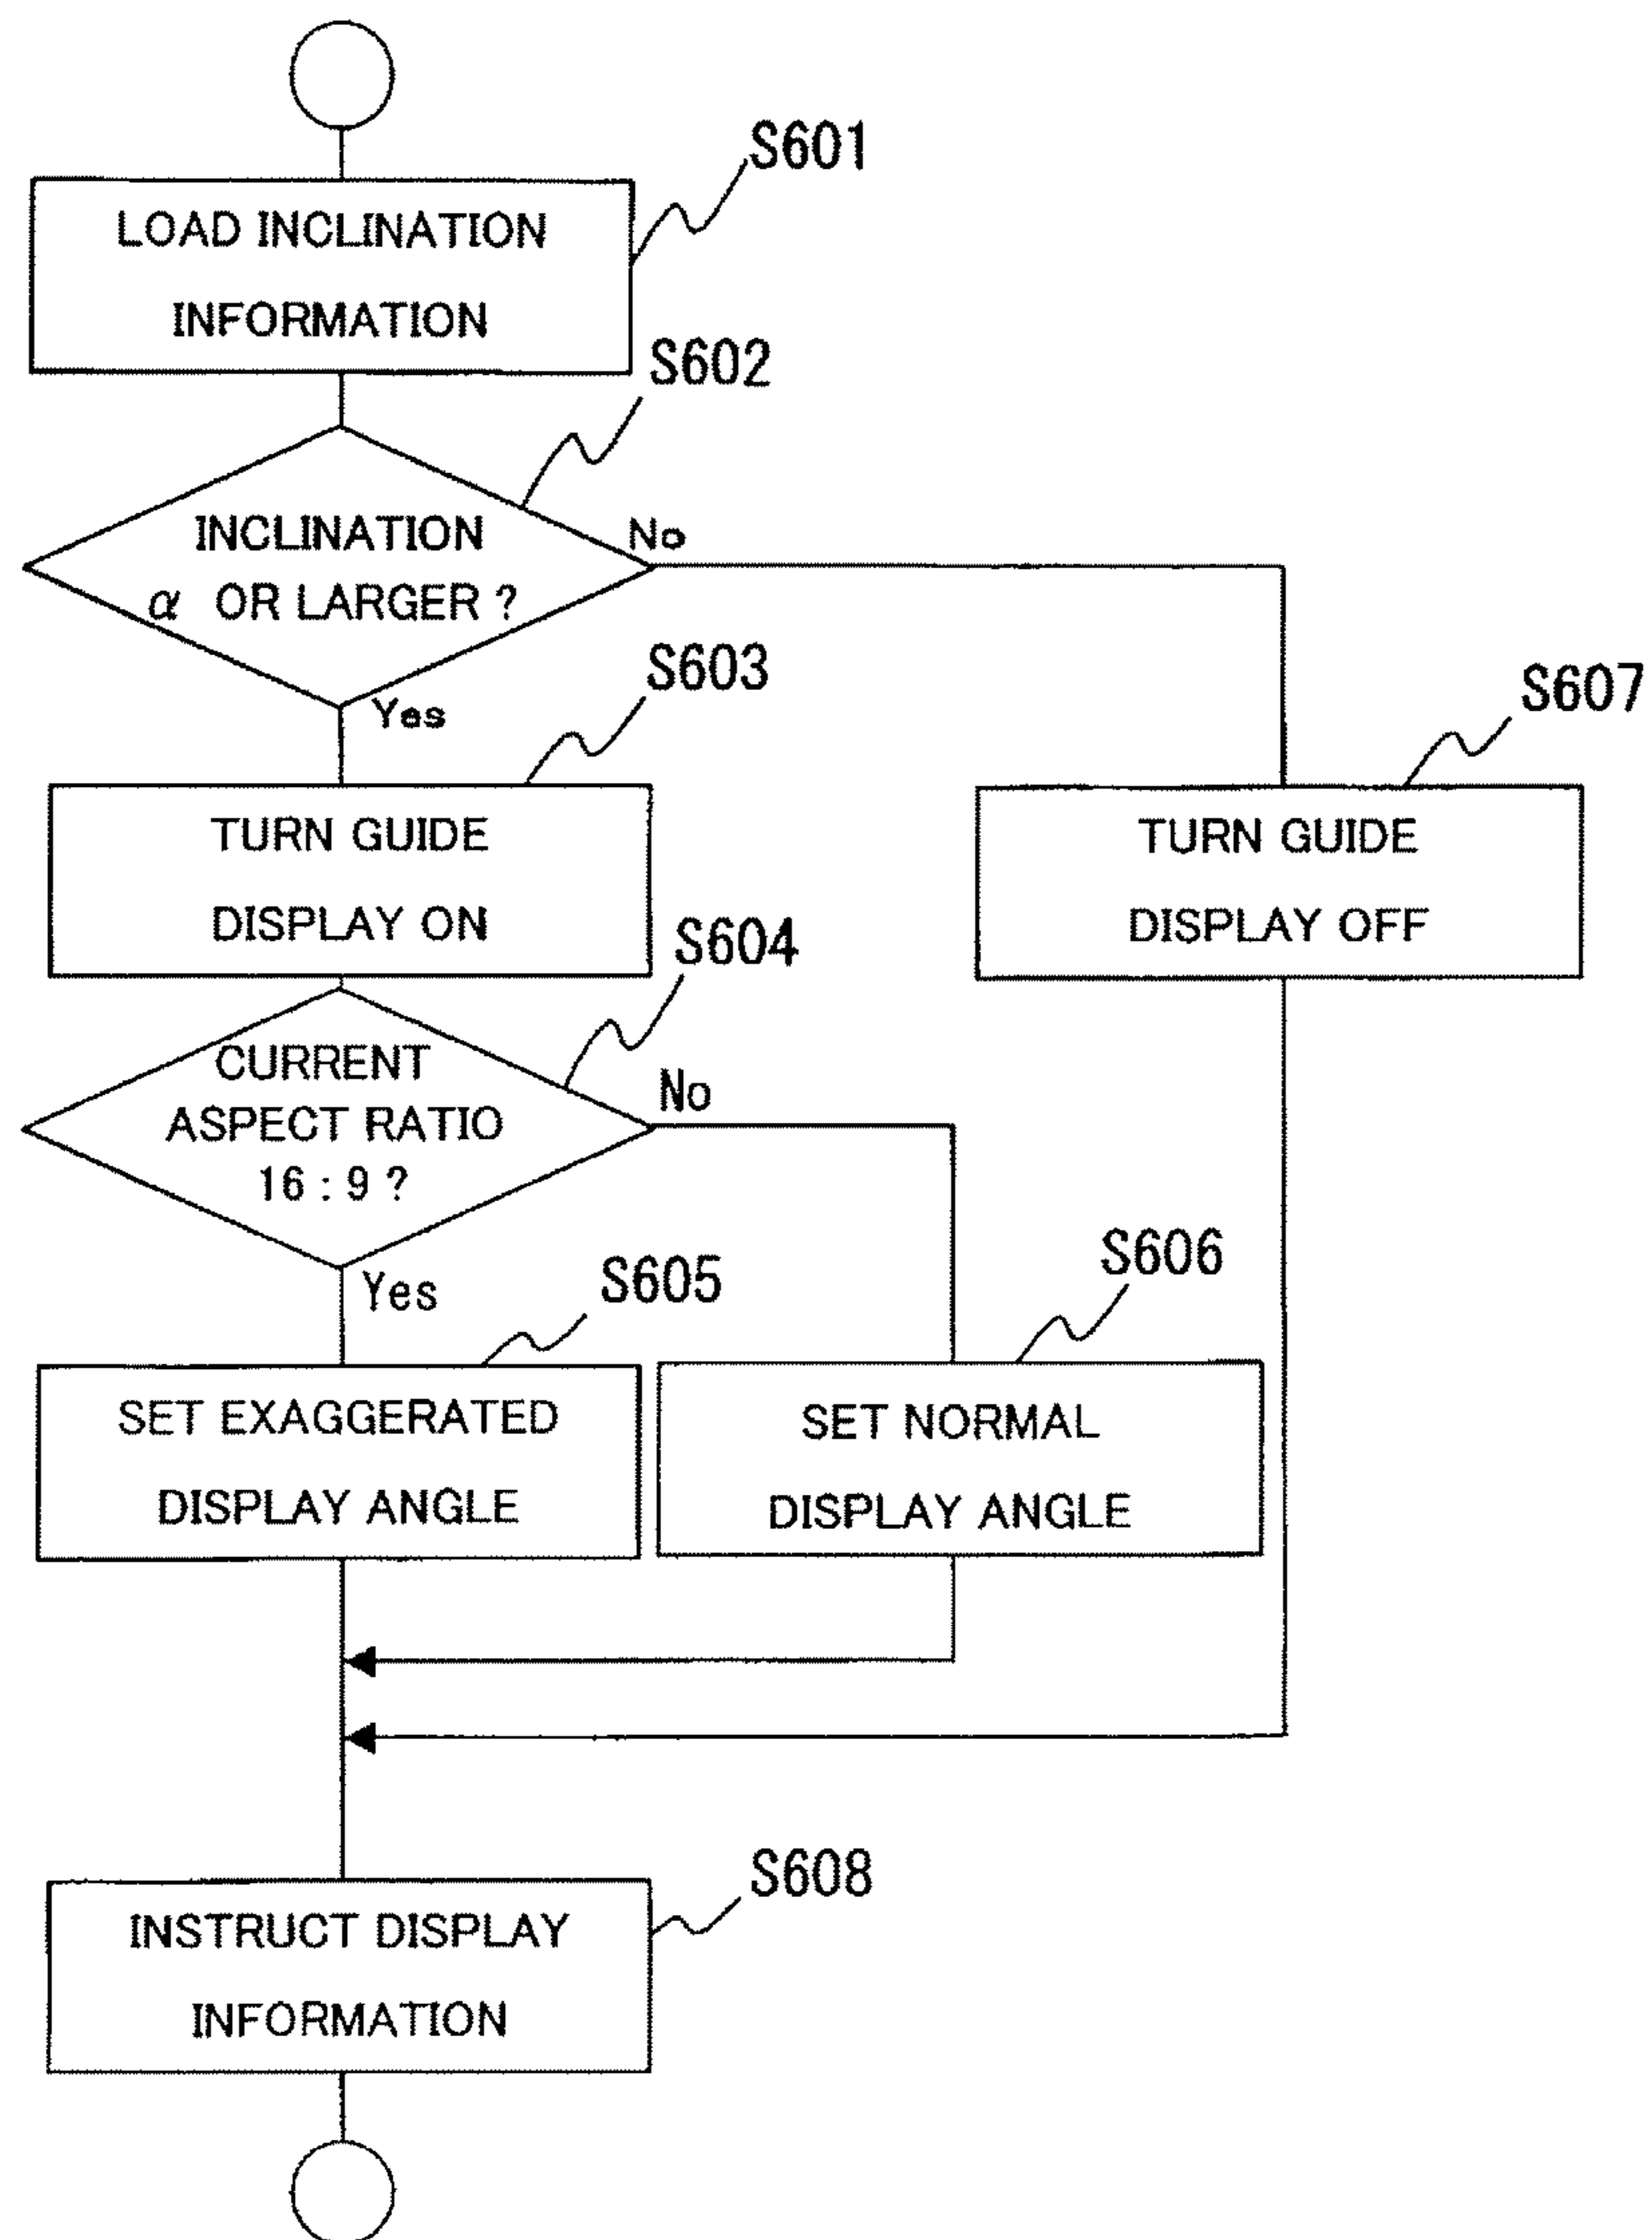 S601
LOAD INCLINATION
INFORMATION
S602
INCLINATION
α OR LARGER ?
No
Yes
S603
TURN GUIDE
DISPLAY ON
S607
TURN GUIDE
DISPLAY OFF
S604
CURRENT
ASPECT RATIO
16 : 9 ?
No
Yes
S605
SET EXAGGERATED
DISPLAY ANGLE
S606
SET NORMAL
DISPLAY ANGLE
S608
INSTRUCT DISPLAY
INFORMATION